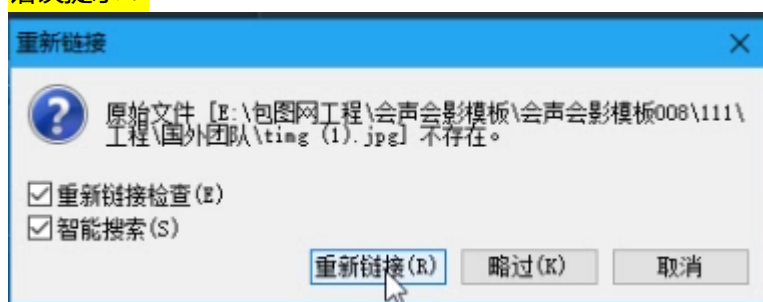 重新链接
原始文件 [E:\包图网工程\会声会影模板\会声会影模板008\111\
工程\国外团队\timg (1).jpg] 不存在。
重新链接检查(E)
智能搜索(S)
重新链接(R) 略过(K) 取消